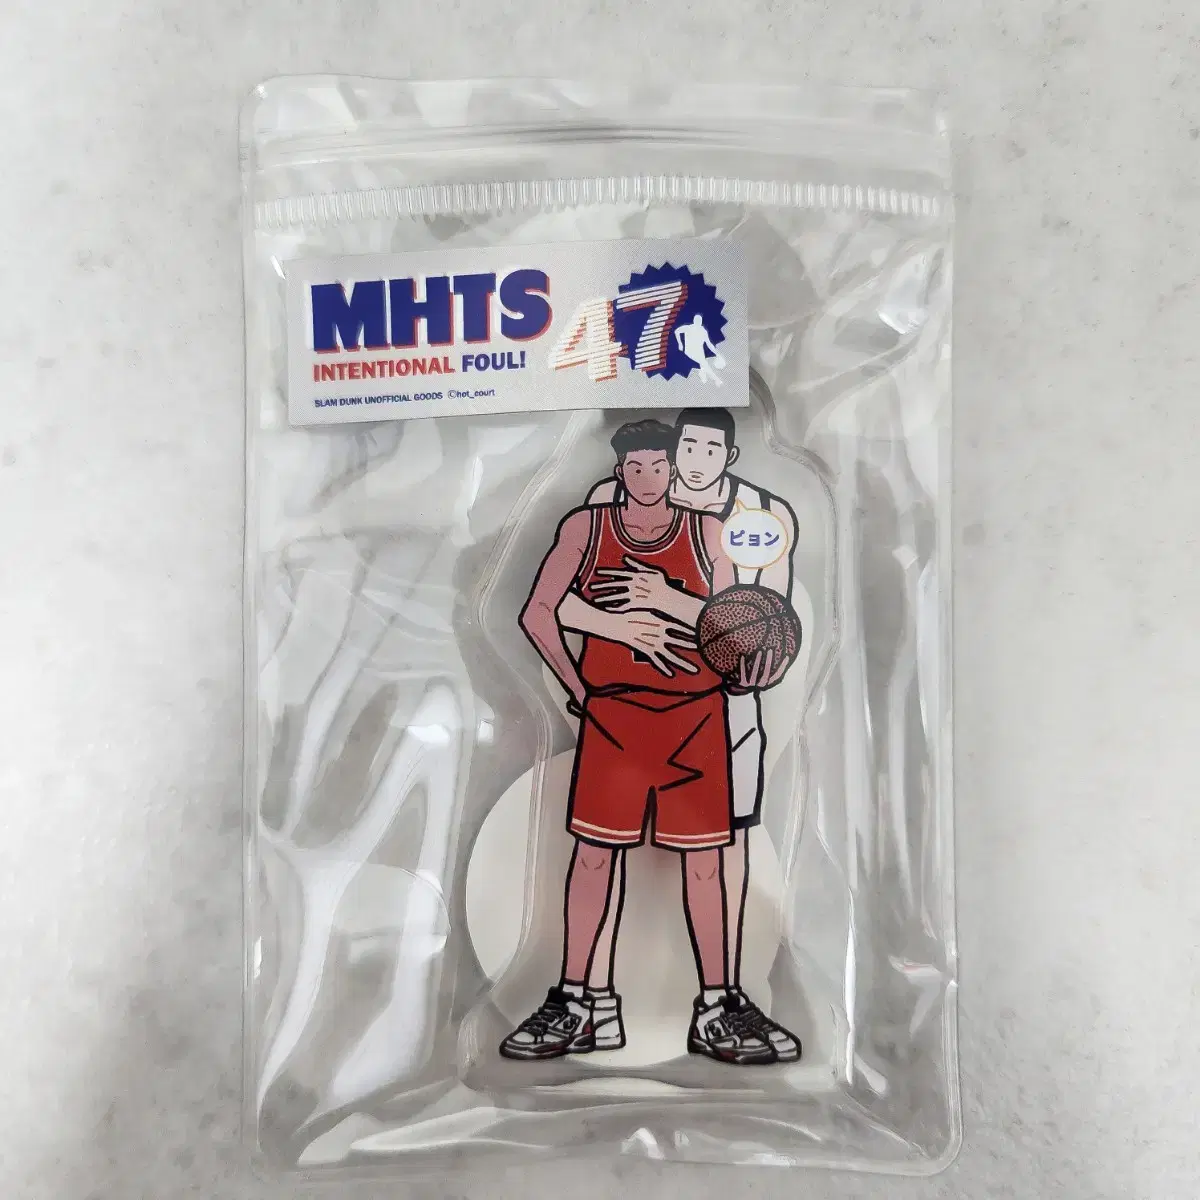 MHTS
47
INTENTIONAL FOUL!
SLAM DUNK UNOFFICIAL GOODS ©hot_court
ピョン